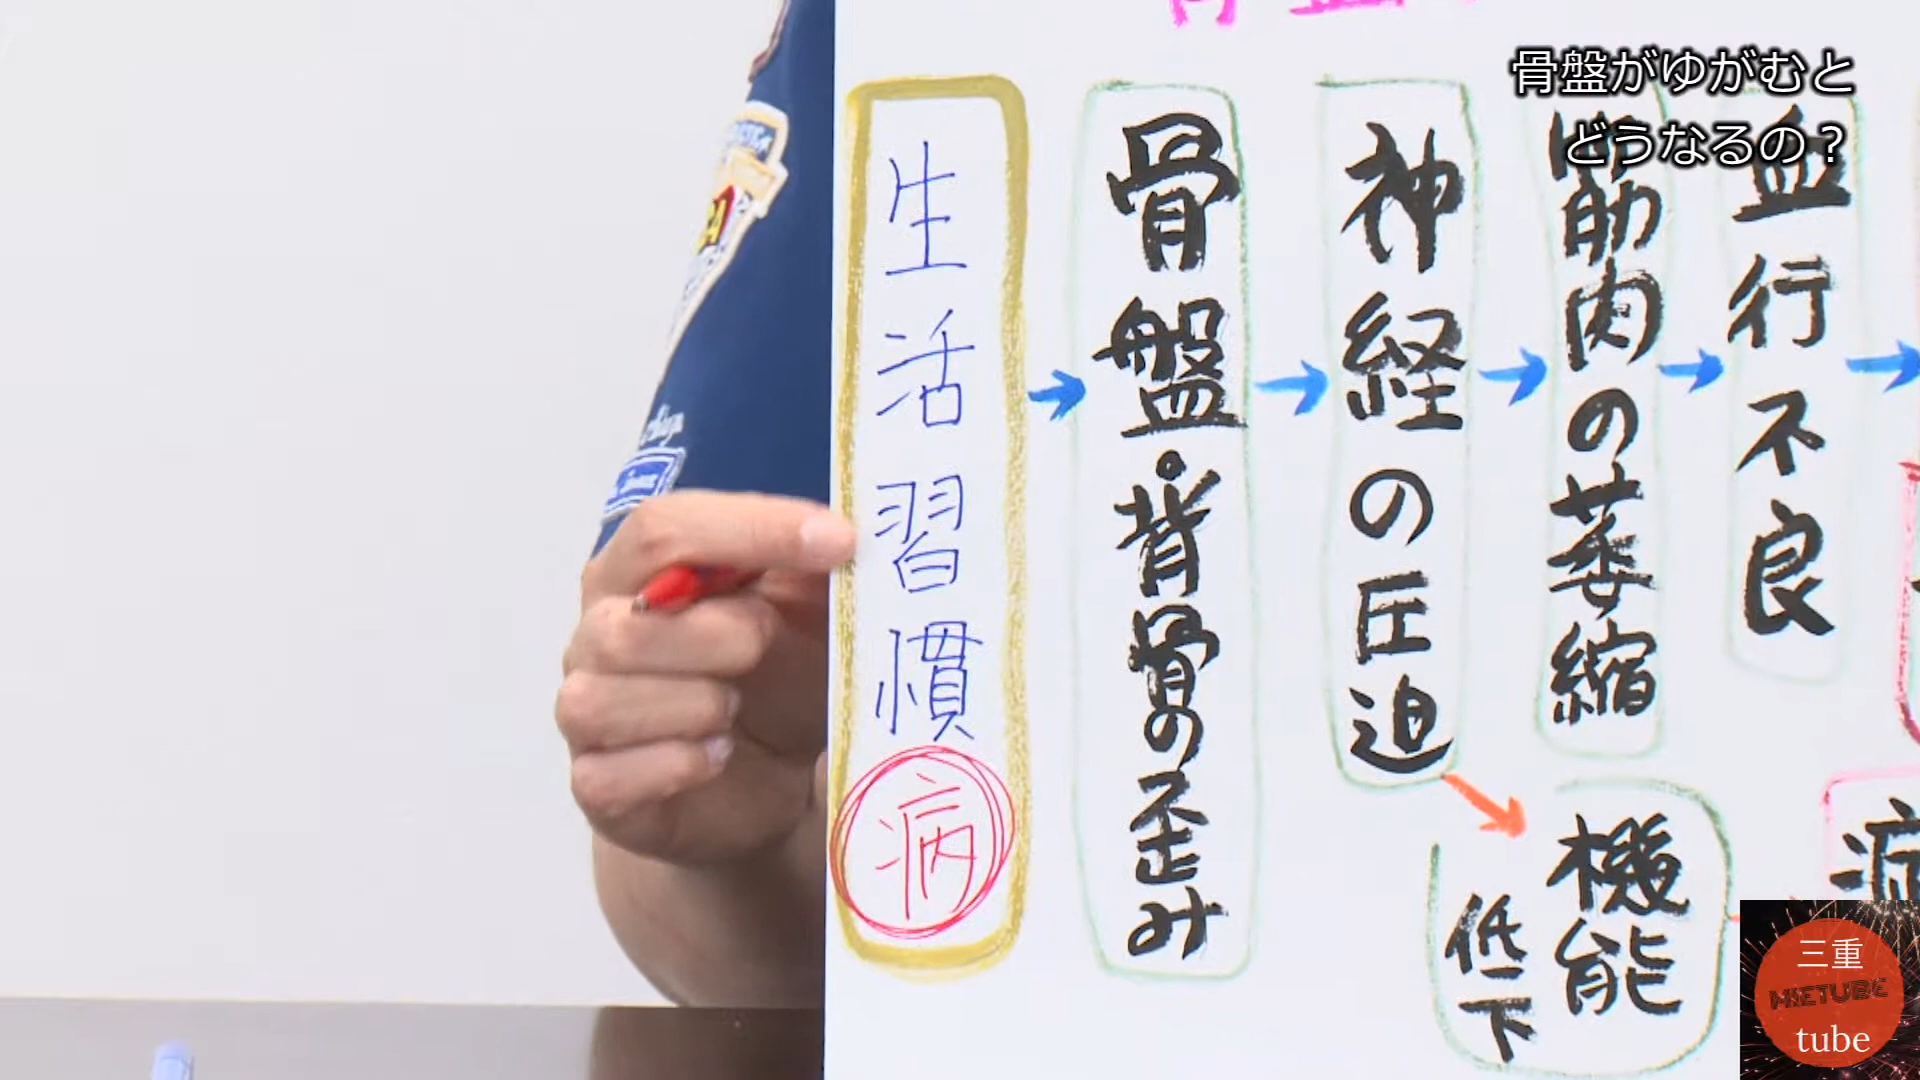 骨盤がゆがむと
どうなるの？
生活習慣病
骨盤・背骨の歪み
神経の圧迫
筋肉の萎縮
血行不良
機能
低下
三重
MIETUBE
tube